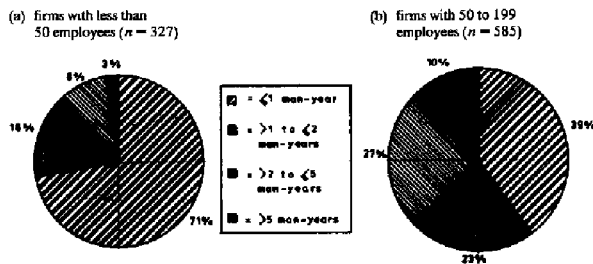 (a) firms with less than
50 employees (n = 327)
(b) firms with 50 to 199
employees (n = 585)
3%
8%
18%
71%
= ⩽1 man-year
= >1 to ⩽2
man-years
= >2 to ⩽5
man-years
= >5 man-years
10%
39%
27%
23%